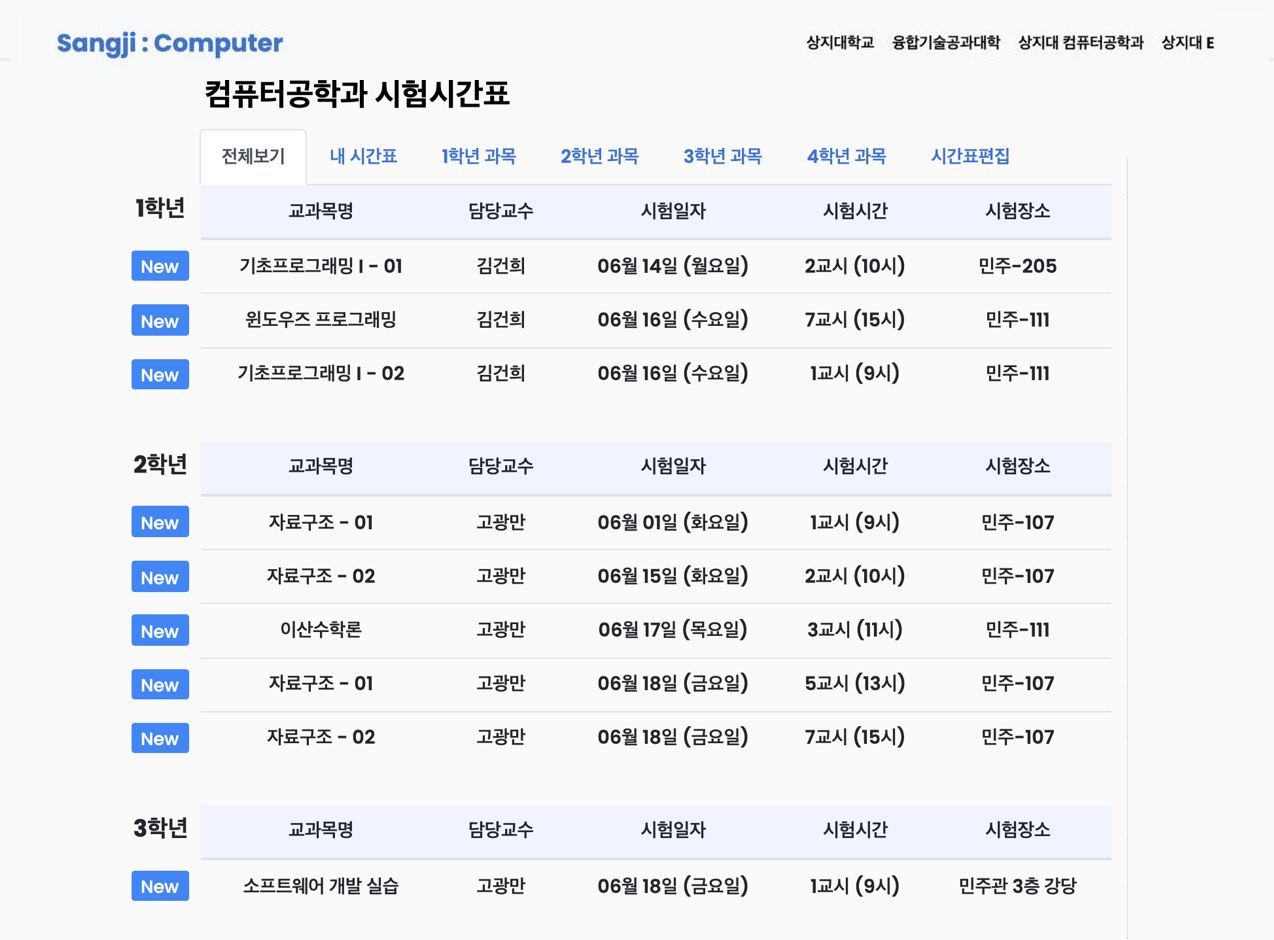 Sangji : Computer 상지대학교 융합기술공과대학 상지대 컴퓨터공학과 상지대 E
컴퓨터공학과 시험시간표
전체보기 내 시간표 1학년 과목 2학년 과목 3학년 과목 4학년 과목 시간표편집
1학년 교과목명 담당교수 시험일자 시험시간 시험장소
New 기초프로그래밍 I - 01 김건희 06월 14일 (월요일) 2교시 (10시) 민주-205
New 윈도우즈 프로그래밍 김건희 06월 16일 (수요일) 7교시 (15시) 민주-111
New 기초프로그래밍 I - 02 김건희 06월 16일 (수요일) 1교시 (9시) 민주-111
2학년 교과목명 담당교수 시험일자 시험시간 시험장소
New 자료구조 - 01 고광만 06월 01일 (화요일) 1교시 (9시) 민주-107
New 자료구조 - 02 고광만 06월 15일 (화요일) 2교시 (10시) 민주-107
New 이산수학론 고광만 06월 17일 (목요일) 3교시 (11시) 민주-111
New 자료구조 - 01 고광만 06월 18일 (금요일) 5교시 (13시) 민주-107
New 자료구조 - 02 고광만 06월 18일 (금요일) 7교시 (15시) 민주-107
3학년 교과목명 담당교수 시험일자 시험시간 시험장소
New 소프트웨어 개발 실습 고광만 06월 18일 (금요일) 1교시 (9시) 민주관 3층 강당